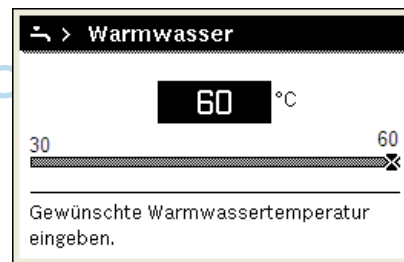 > Warmwasser
60 °C
30 60
Gewünschte Warmwassertemperatur
eingeben.